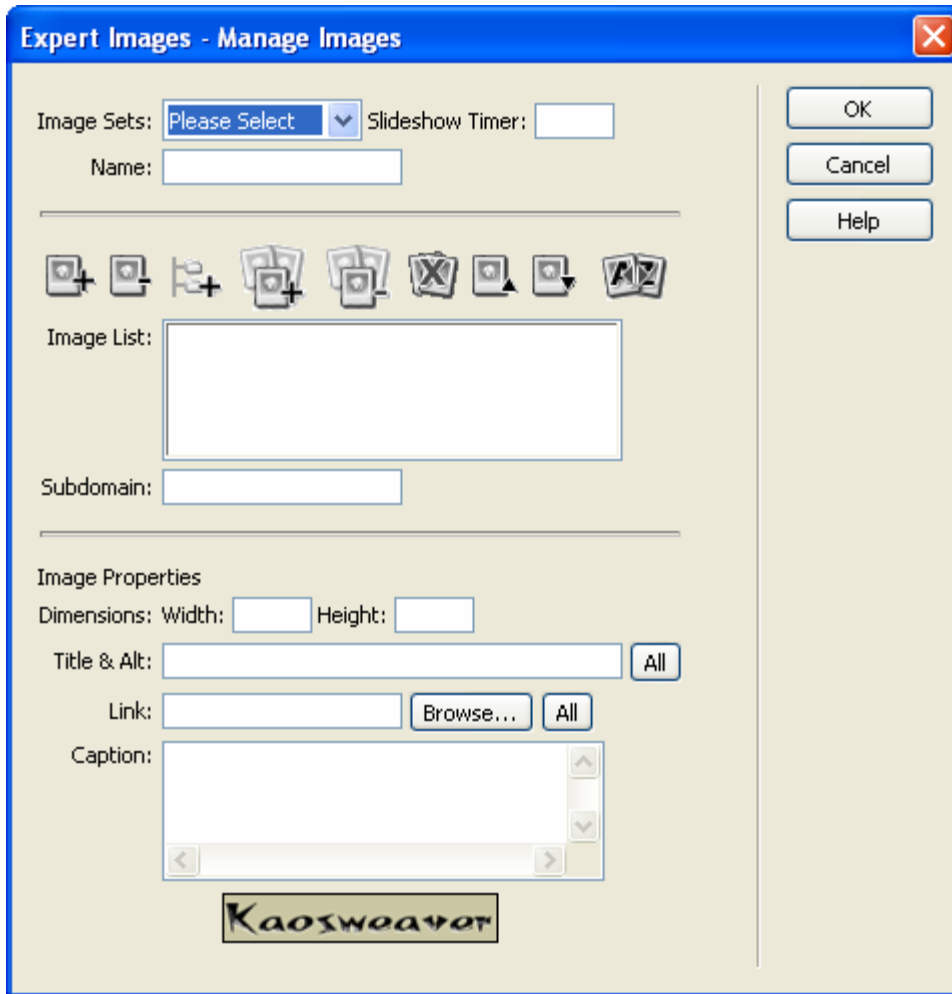 Expert Images - Manage Images
Image Sets: Please Select Slideshow Timer:
OK
Name:
Cancel
Help
AZ
Image List:
Subdomain:
Image Properties
Dimensions: Width: Height:
Title & Alt: All
Link: Browse... All
Caption:
Kaosweaver